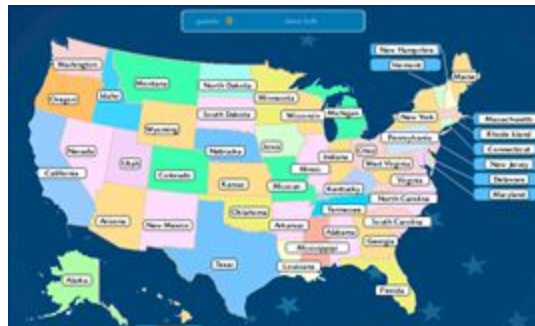 New Hampshire
Washington
Vermont
Montana
Maine
North Dakota
Oregon
Idaho
Minnesota
Michigan
South Dakota
New York
Massachusetts
Wisconsin
Wyoming
Rhode Island
Pennsylvania
Connecticut
Nevada
Nebraska
Iowa
Indiana
Ohio
New Jersey
Utah
Illinois
West Virginia
California
Colorado
Kansas
Missouri
Kentucky
Virginia
Delaware
Maryland
North Carolina
Tennessee
Oklahoma
Arizona
New Mexico
Arkansas
South Carolina
Alabama
Georgia
Mississippi
Texas
Louisiana
Alaska
Florida